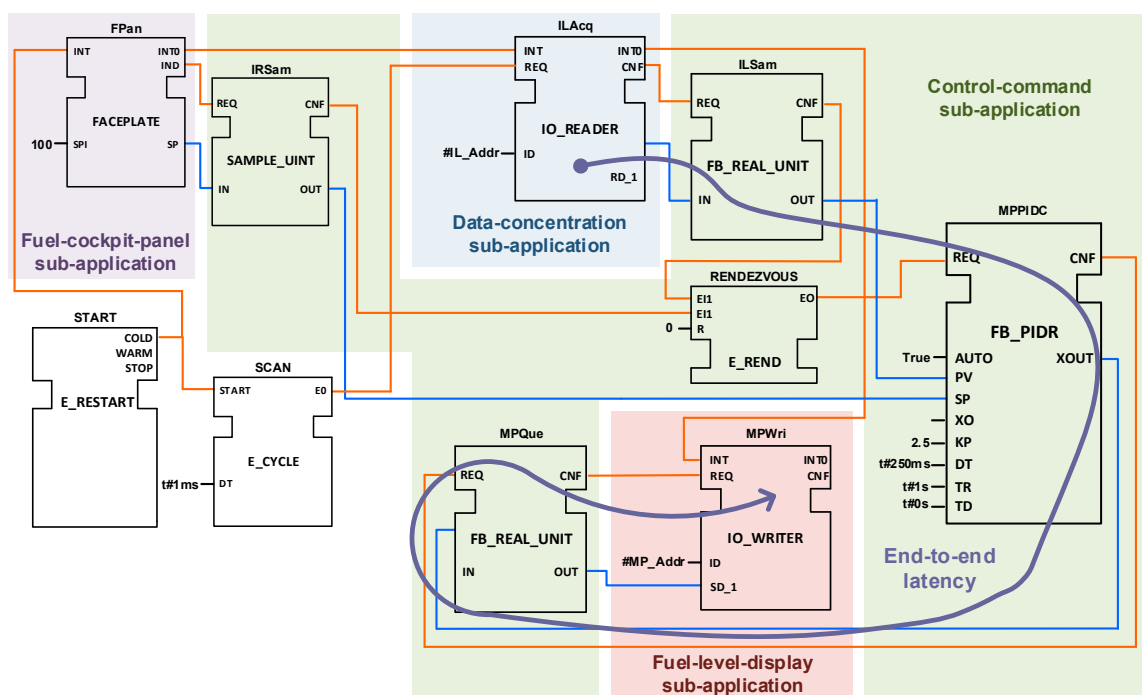 FPan
INT
INT0
IND
FACEPLATE
100
SPI
SP
Fuel-cockpit-panel
sub-application
IRSam
REQ
CNF
SAMPLE_UINT
IN
OUT
ILAcq
INT
INT0
REQ
CNF
IO_READER
#IL_Addr
ID
RD_1
Data-concentration
sub-application
ILSam
REQ
CNF
FB_REAL_UNIT
IN
OUT
Control-command
sub-application
RENDEZVOUS
EI1
EO
EI1
0
R
E_REND
MPPIDC
REQ
CNF
FB_PIDR
True
AUTO
XOUT
PV
SP
XO
2.5
KP
t#250ms
DT
t#1s
TR
t#0s
TD
START
COLD
WARM
STOP
E_RESTART
SCAN
START
E0
E_CYCLE
t#1ms
DT
MPQue
REQ
CNF
FB_REAL_UNIT
IN
OUT
MPWri
INT
INT0
REQ
CNF
IO_WRITER
#MP_Addr
ID
SD_1
End-to-end
latency
Fuel-level-display
sub-application